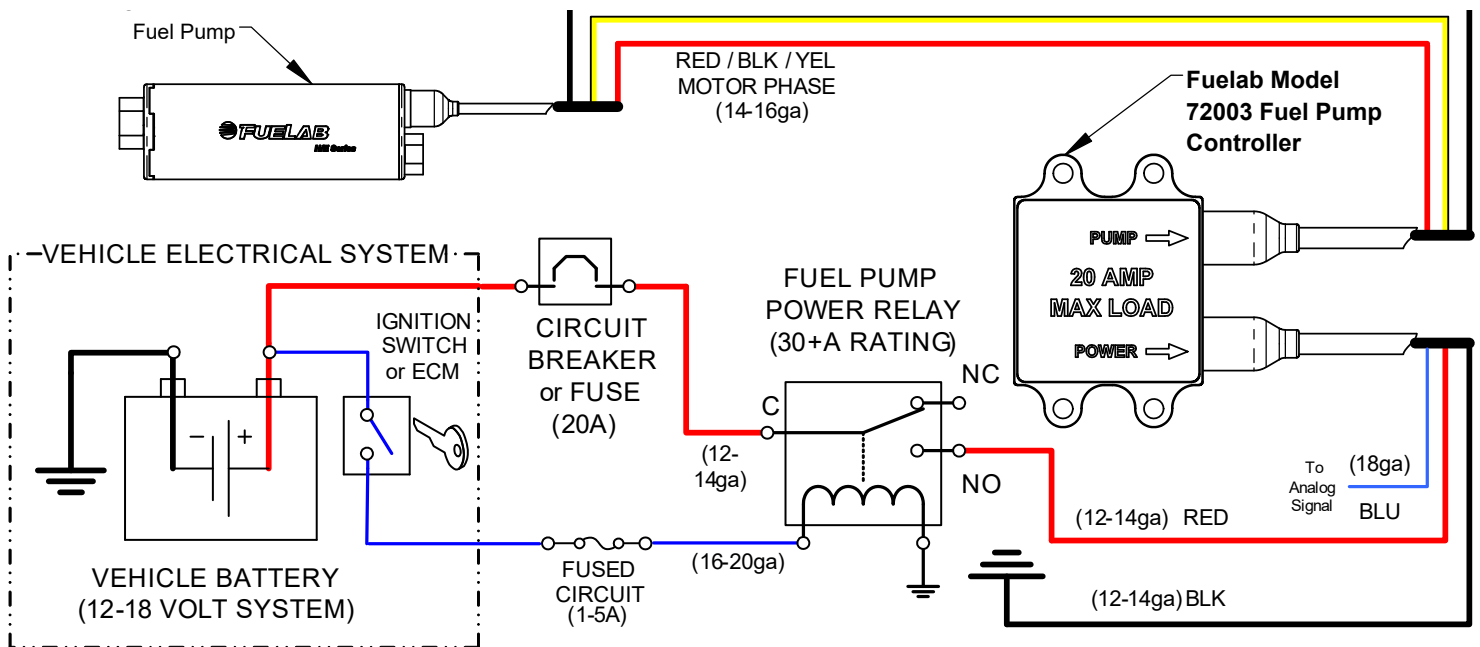 Fuel Pump
FUELAB
RED / BLK / YEL
MOTOR PHASE
(14-16ga)
Fuelab Model
72003 Fuel Pump
Controller
PUMP
20 AMP
MAX LOAD
POWER
VEHICLE ELECTRICAL SYSTEM
IGNITION
SWITCH
or ECM
- +
VEHICLE BATTERY
(12-18 VOLT SYSTEM)
CIRCUIT
BREAKER
or FUSE
(20A)
FUEL PUMP
POWER RELAY
(30+A RATING)
C
NC
NO
(12-
14ga)
FUSED
CIRCUIT
(1-5A)
(16-20ga)
To
Analog
Signal
(18ga)
BLU
(12-14ga) RED
(12-14ga) BLK